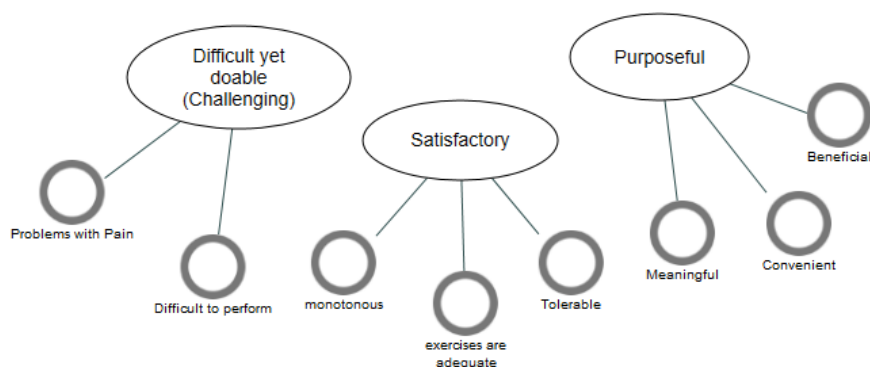 Difficult yet
doable
(Challenging)
Problems with Pain
Difficult to perform
Satisfactory
monotonous
exercises are
adequate
Tolerable
Purposeful
Meaningful
Convenient
Beneficial